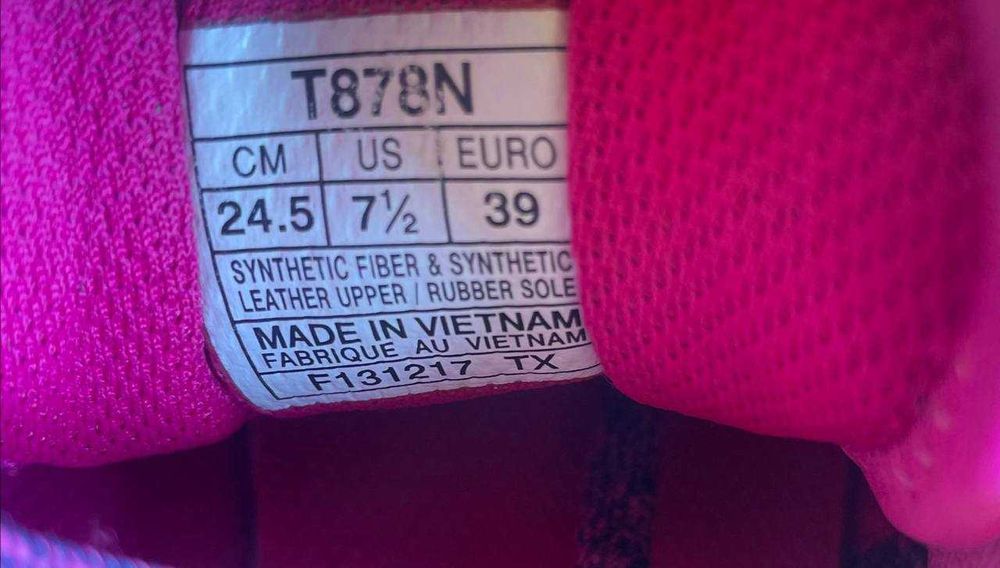 T878N
CM US EURO
24.5 7½ 39
SYNTHETIC FIBER & SYNTHETIC
LEATHER UPPER / RUBBER SOLE
MADE IN VIETNAM
FABRIQUE AU VIETNAM
F131217 TX